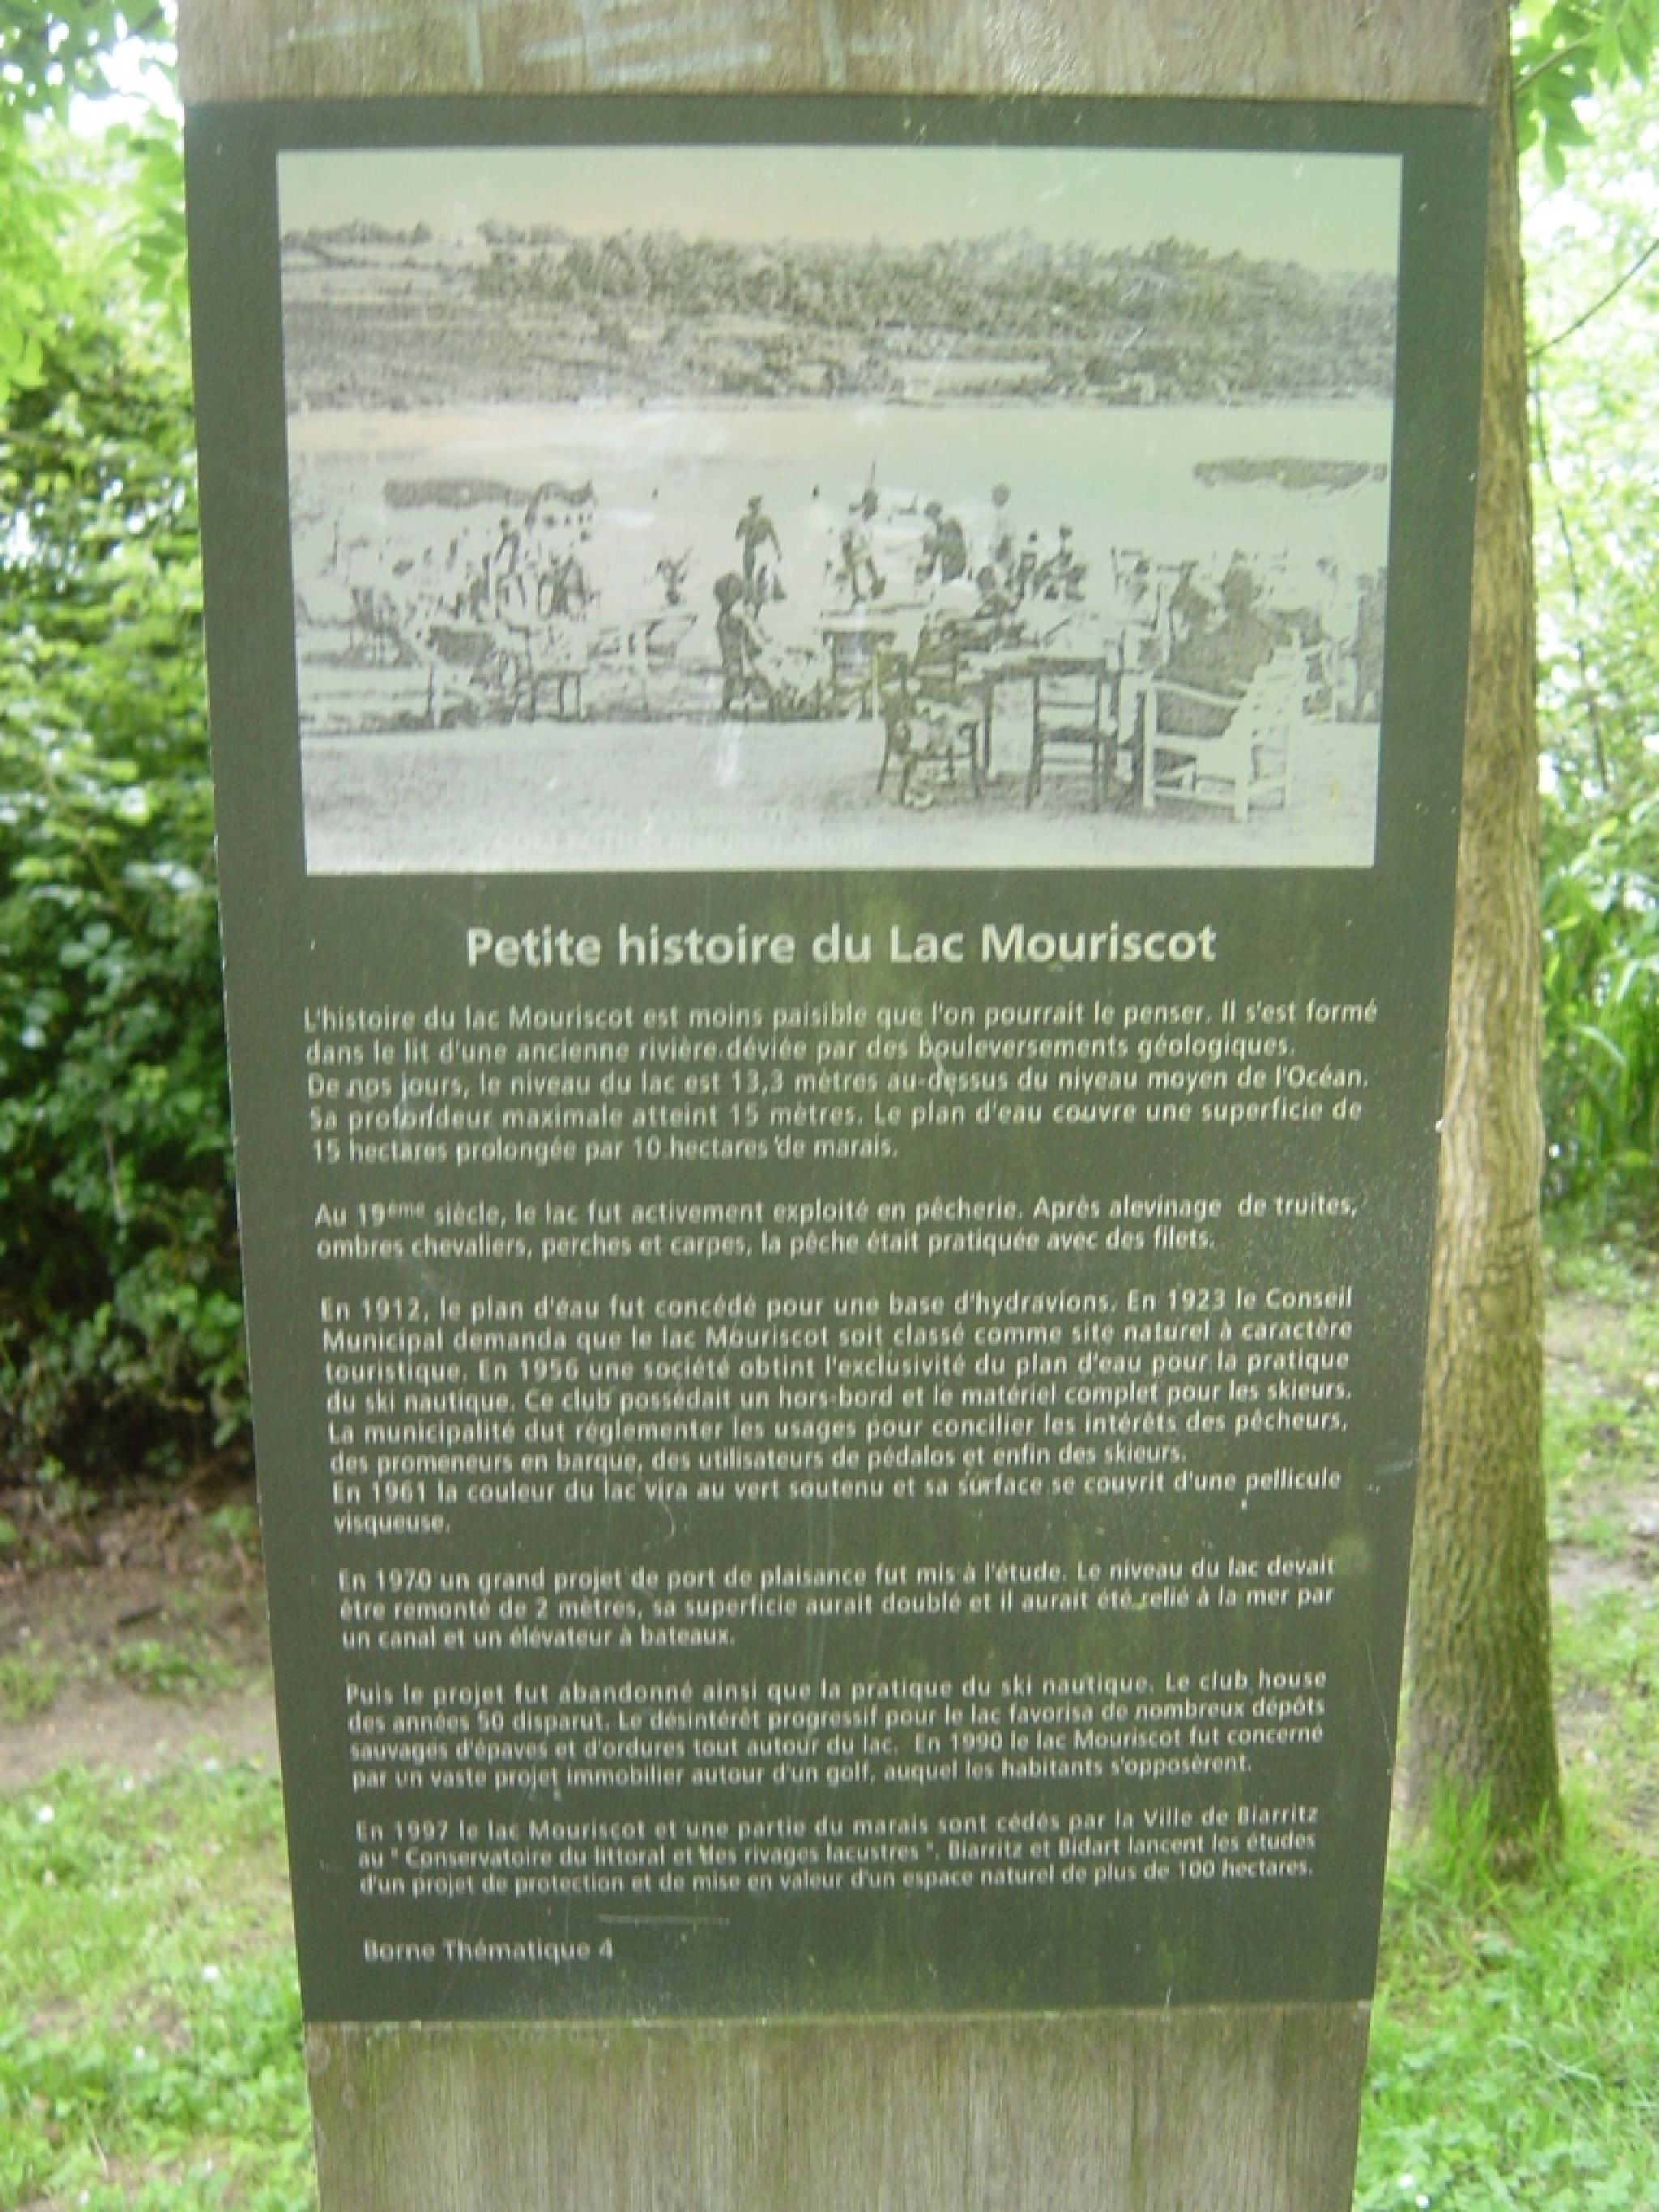 Petite histoire du Lac Mouriscot
L'histoire du lac Mouriscot est moins paisible que l'on pourrait le penser. Il s'est formé
dans le lit d'une ancienne rivière déviée par des bouleversements géologiques.
De nos jours, le niveau du lac est 13,3 mètres au-dessus du niveau moyen de l'Océan.
Sa profondeur maximale atteint 15 mètres. Le plan d'eau couvre une superficie de
15 hectares prolongée par 10 hectares de marais.
Au 19ème siècle, le lac fut activement exploité en pêcherie. Après alevinage de truites,
ombres chevaliers, perches et carpes, la pêche était pratiquée avec des filets.
En 1912, le plan d'eau fut concédé pour une base d'hydravions. En 1923 le Conseil
Municipal demanda que le lac Mouriscot soit classé comme site naturel à caractère
touristique. En 1956 une société obtint l'exclusivité du plan d'eau pour la pratique
du ski nautique. Ce club possédait un hors-bord et le matériel complet pour les skieurs.
La municipalité dut réglementer les usages pour concilier les intérêts des pêcheurs,
des promeneurs en barque, des utilisateurs de pédalos et enfin des skieurs.
En 1961 la couleur du lac vira au vert soutenu et sa surface se couvrit d'une pellicule
visqueuse.
En 1970 un grand projet de port de plaisance fut mis à l'étude. Le niveau du lac devait
être remonté de 2 mètres, sa superficie aurait doublé et il aurait été relié à la mer par
un canal et un élévateur à bateaux.
Puis le projet fut abandonné ainsi que la pratique du ski nautique. Le club house
des années 50 disparut. Le désintérêt progressif pour le lac favorisa de nombreux dépôts
sauvages d'épaves et d'ordures tout autour du lac. En 1990 le lac Mouriscot fut concerné
par un vaste projet immobilier autour d'un golf, auquel les habitants s'opposèrent.
En 1997 le lac Mouriscot et une partie du marais sont cédés par la Ville de Biarritz
au " Conservatoire du littoral et des rivages lacustres ". Biarritz et Bidart lancent les études
d'un projet de protection et de mise en valeur d'un espace naturel de plus de 100 hectares.
Borne Thématique 4